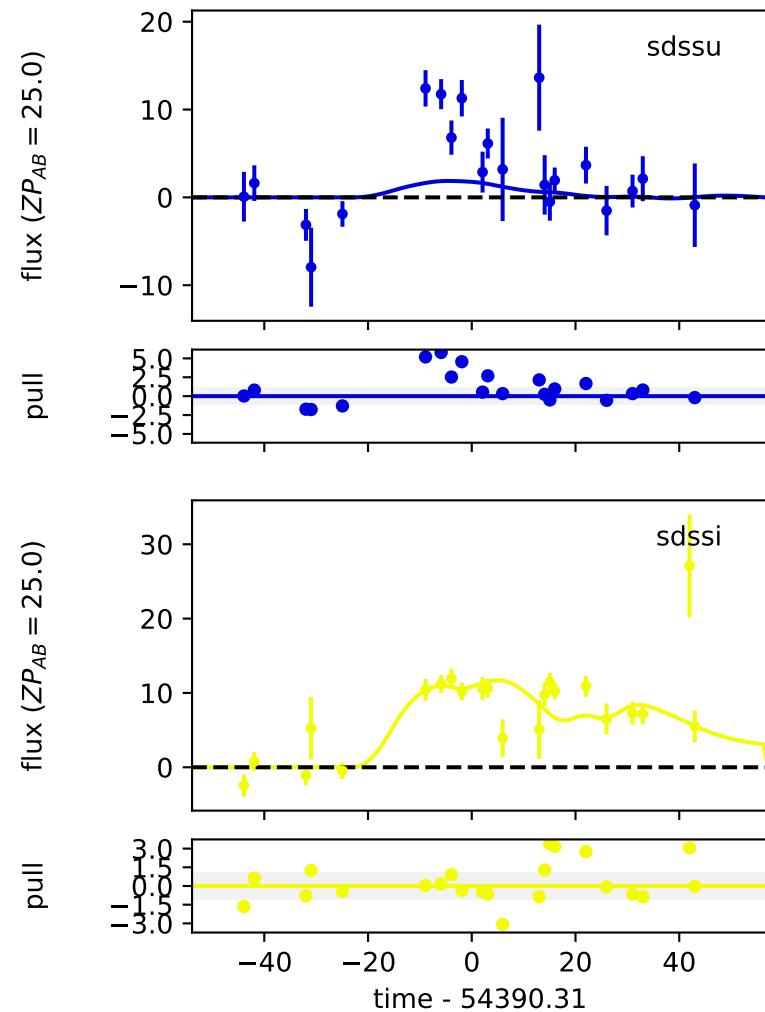 20
sdssu
10
flux (ZP_AB = 25.0)
0
−10
5.0
2.5
pull
0.0
−2.5
−5.0
30
sdssi
20
flux (ZP_AB = 25.0)
10
0
3.0
1.5
pull
0.0
−1.5
−3.0
−40 −20 0 20 40
time - 54390.31